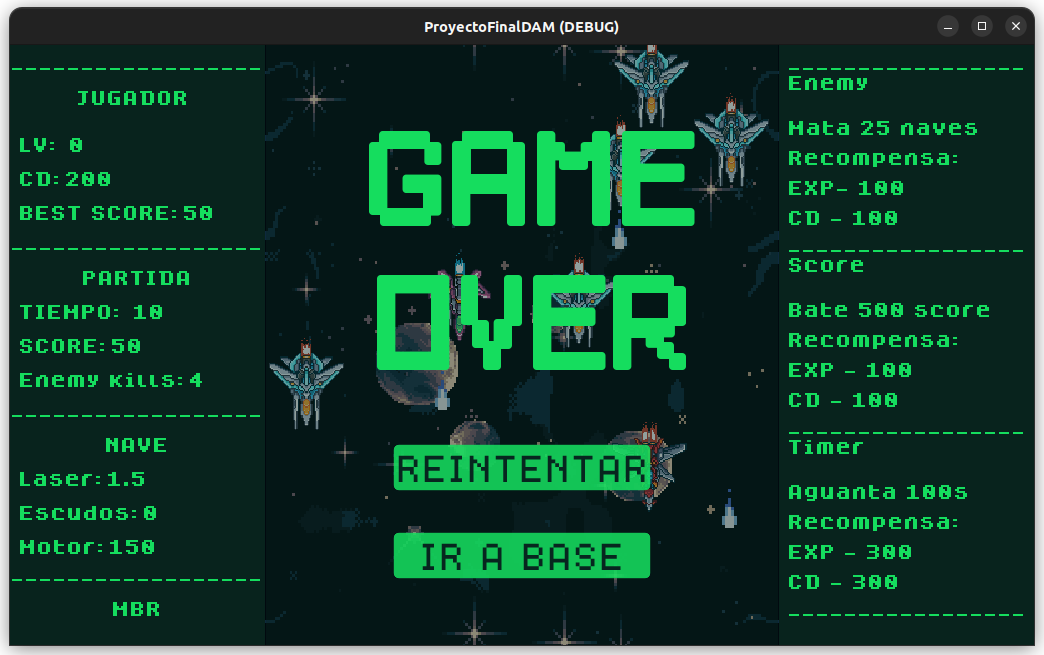 ProyectoFinalDAM (DEBUG)
JUGADOR
LV: 0
CD:200
BEST SCORE:50
PARTIDA
TIEMPO: 10
SCORE:50
Enemy kills:4
NAVE
Laser:1.5
Escudos:0
Motor:150
MBR
GAME
OVER
REINTENTAR
IR A BASE
Enemy
Mata 25 naves
Recompensa:
EXP- 100
CD - 100
Score
Bate 500 score
Recompensa:
EXP - 100
CD - 100
Timer
Aguanta 100s
Recompensa:
EXP - 300
CD - 300